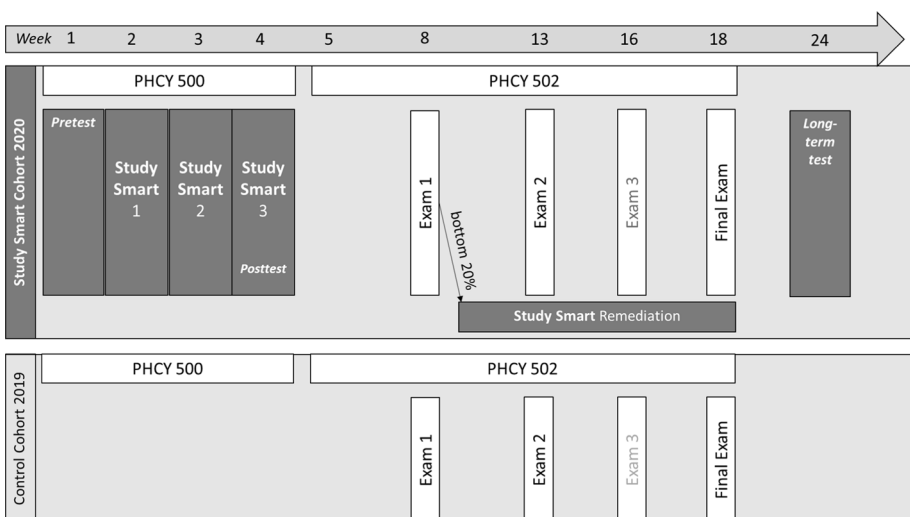 Week 1 2 3 4 5 8 13 16 18 24
Study Smart Cohort 2020
PHCY 500
PHCY 502
Pretest
Study
Smart
1
Study
Smart
2
Study
Smart
3
Posttest
Exam 1
bottom 20%
Exam 2
Exam 3
Final Exam
Long-
term
test
Study Smart Remediation
Control Cohort 2019
PHCY 500
PHCY 502
Exam 1
Exam 2
Exam 3
Final Exam